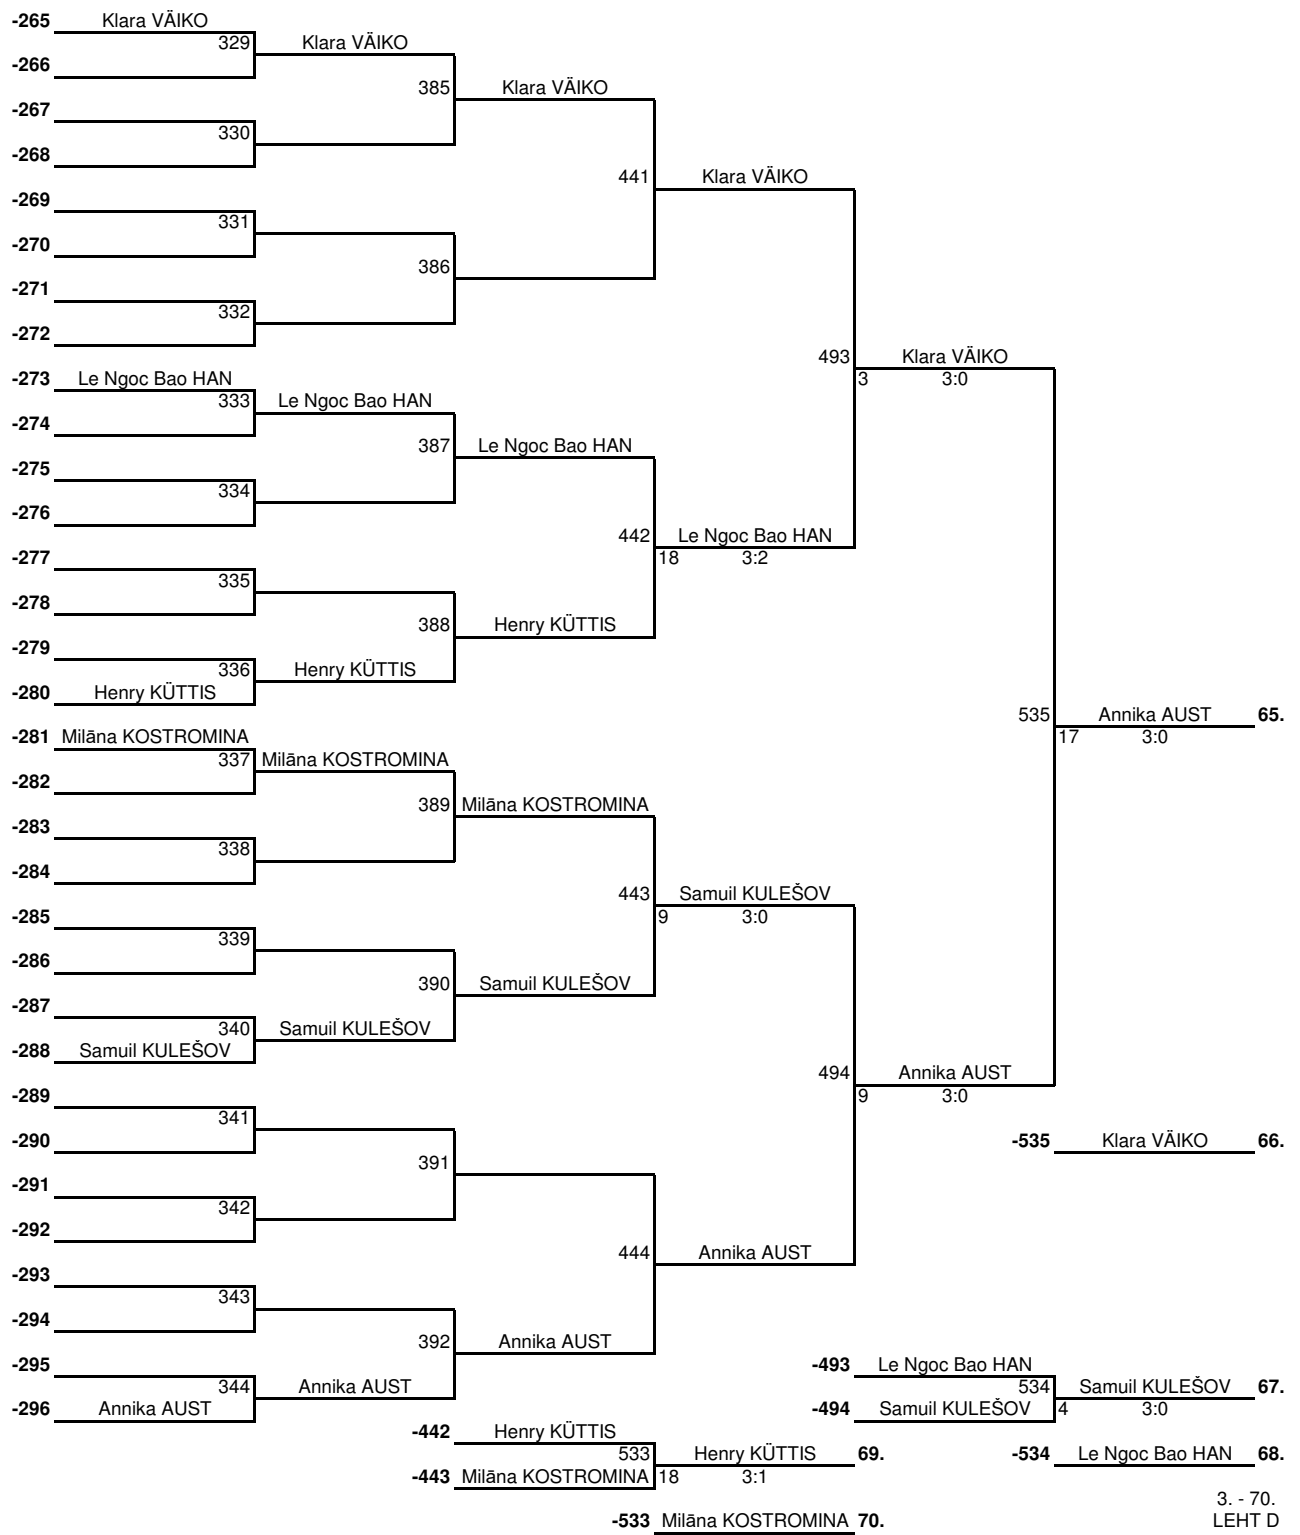 -265 Klara VÄIKO
329 Klara VÄIKO
-266
385 Klara VÄIKO
-267
330
-268
441 Klara VÄIKO
-269
331
-270
386
-271
332
-272
493 Klara VÄIKO
3 3:0
-273 Le Ngoc Bao HAN
333 Le Ngoc Bao HAN
-274
387 Le Ngoc Bao HAN
-275
334
-276
442 Le Ngoc Bao HAN
18 3:2
-277
335
-278
388 Henry KÜTTIS
-279
336 Henry KÜTTIS
-280 Henry KÜTTIS
535 Annika AUST 65.
17 3:0
-281 Milāna KOSTROMINA
337 Milāna KOSTROMINA
-282
389 Milāna KOSTROMINA
-283
338
-284
443 Samuil KULEŠOV
9 3:0
-285
339
-286
390 Samuil KULEŠOV
-287
340 Samuil KULEŠOV
-288 Samuil KULEŠOV
494 Annika AUST
9 3:0
-289
341
-290
-535 Klara VÄIKO 66.
391
-291
342
-292
444 Annika AUST
-293
343
-294
392 Annika AUST
-295
344 Annika AUST
-296 Annika AUST
-493 Le Ngoc Bao HAN
534 Samuil KULEŠOV 67.
-494 Samuil KULEŠOV 4 3:0
-442 Henry KÜTTIS
533 Henry KÜTTIS 69.
-443 Milāna KOSTROMINA 18 3:1
-534 Le Ngoc Bao HAN 68.
-533 Milāna KOSTROMINA 70.
3. - 70.
LEHT D